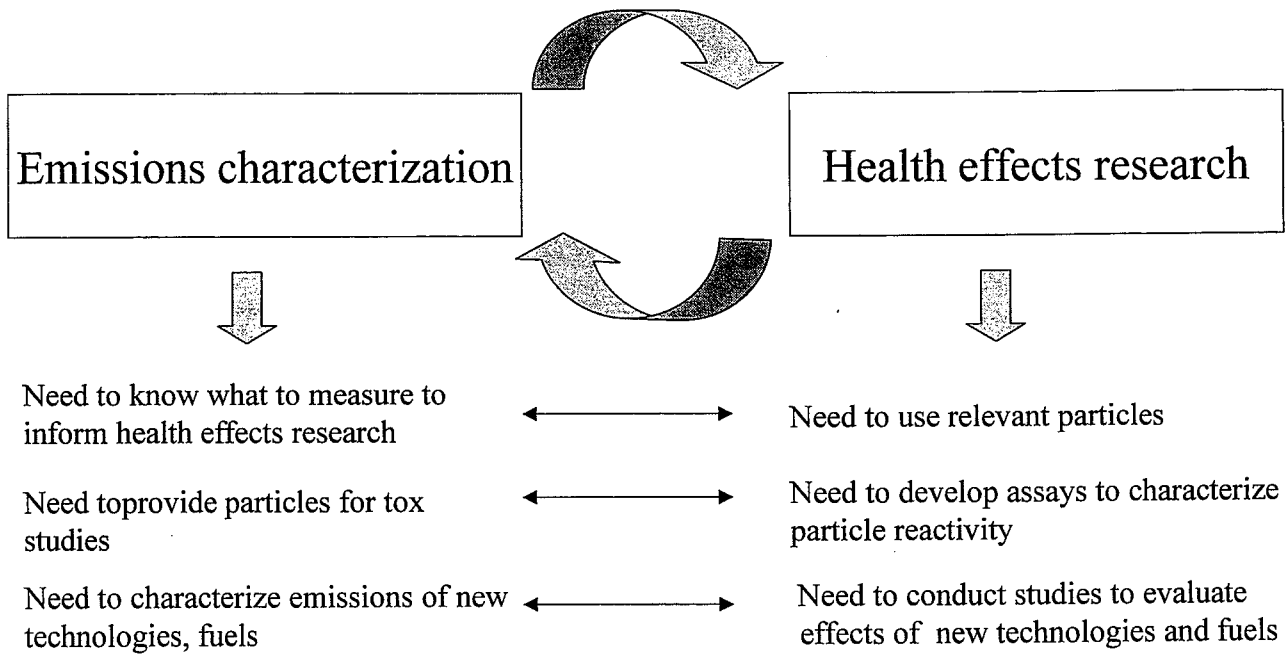 Emissions characterization
Health effects research
Need to know what to measure to
inform health effects research
Need to use relevant particles
Need toprovide particles for tox
studies
Need to develop assays to characterize
particle reactivity
Need to characterize emissions of new
technologies, fuels
Need to conduct studies to evaluate
effects of new technologies and fuels